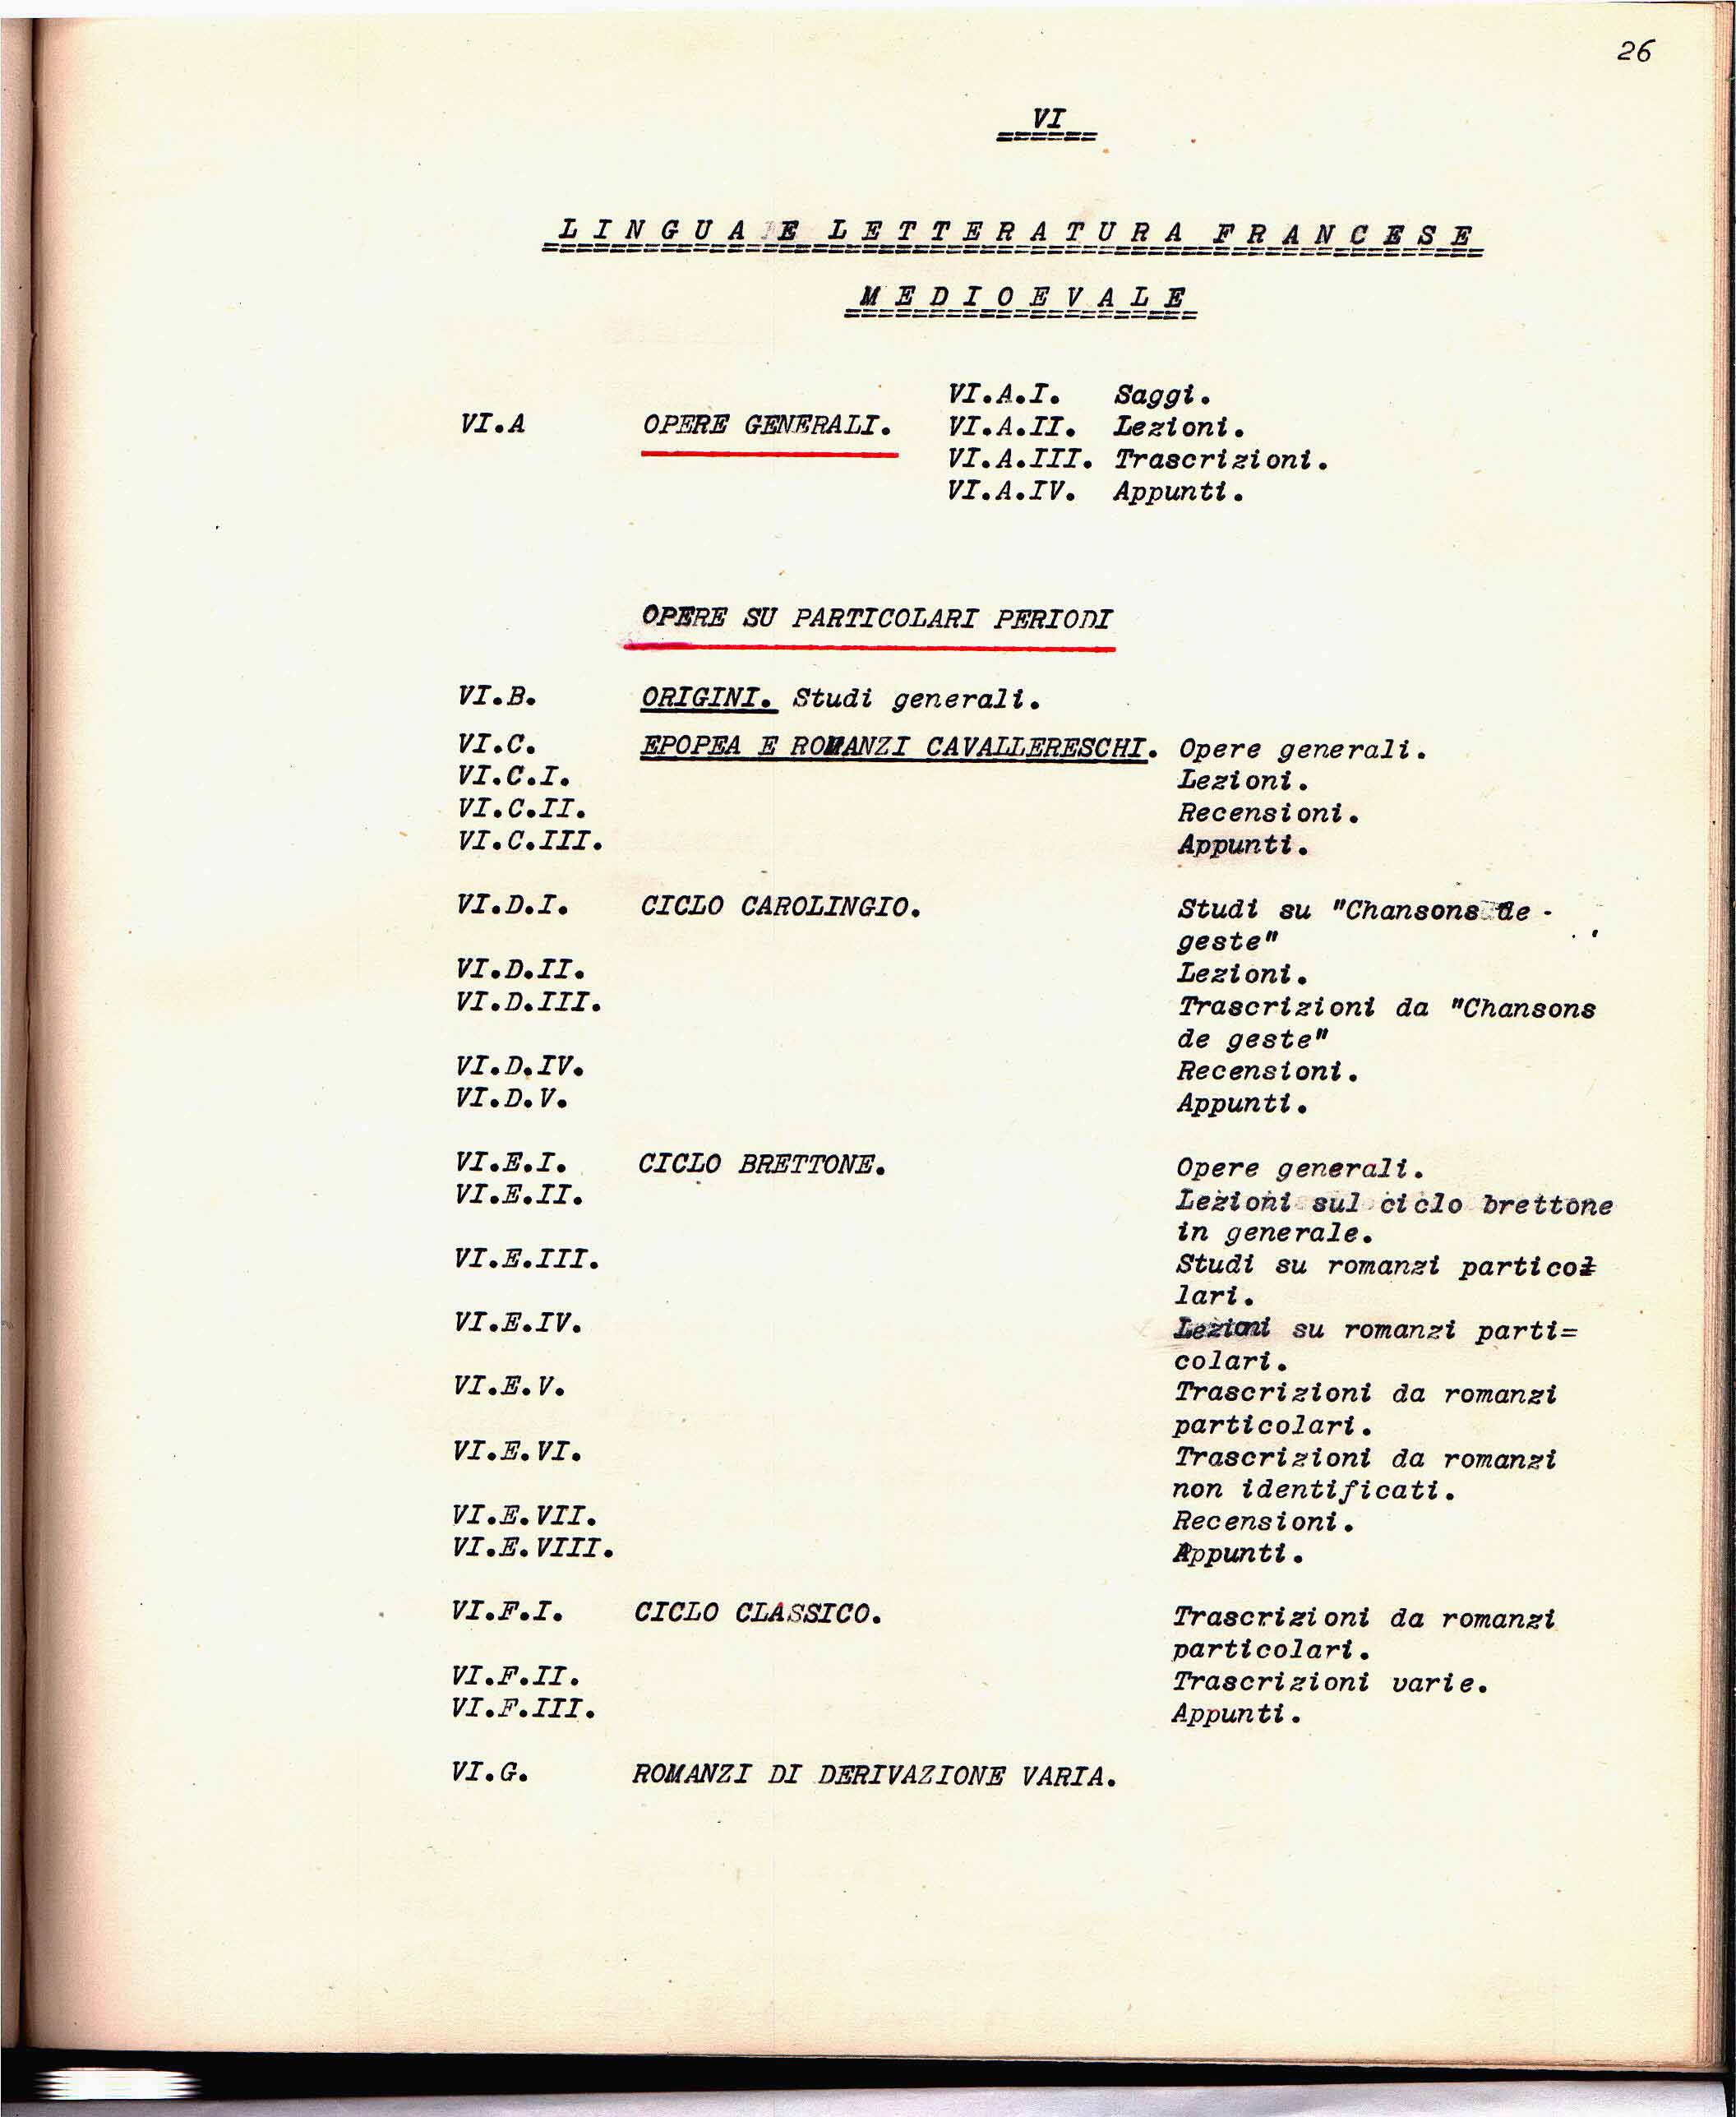 26
VI
LINGUA E LETTERATURA FRANCESE
MEDIOEVALE
VI.A.I. Saggi.
VI.A OPERE GENERALI. VI.A.II. Lezioni.
VI.A.III. Trascrizioni.
VI.A.IV. Appunti.
OPERE SU PARTICOLARI PERIODI
VI.B. ORIGINI. Studi generali.
VI.C. EPOPEA E ROMANZI CAVALLERESCHI. Opere generali.
VI.C.I. Lezioni.
VI.C.II. Recensioni.
VI.C.III. Appunti.
VI.D.I. CICLO CAROLINGIO. Studi su "Chansons de
geste"
VI.D.II. Lezioni.
VI.D.III. Trascrizioni da "Chansons
de geste"
VI.D.IV. Recensioni.
VI.D.V. Appunti.
VI.E.I. CICLO BRETTONE. Opere generali.
VI.E.II. Lezioni sul ciclo brettone
in generale.
VI.E.III. Studi su romanzi partico=
lari.
VI.E.IV. Lezioni su romanzi parti=
colari.
VI.E.V. Trascrizioni da romanzi
particolari.
VI.E.VI. Trascrizioni da romanzi
non identificati.
VI.E.VII. Recensioni.
VI.E.VIII. Appunti.
VI.F.I. CICLO CLASSICO. Trascrizioni da romanzi
particolari.
VI.F.II. Trascrizioni varie.
VI.F.III. Appunti.
VI.G. ROMANZI DI DERIVAZIONE VARIA.